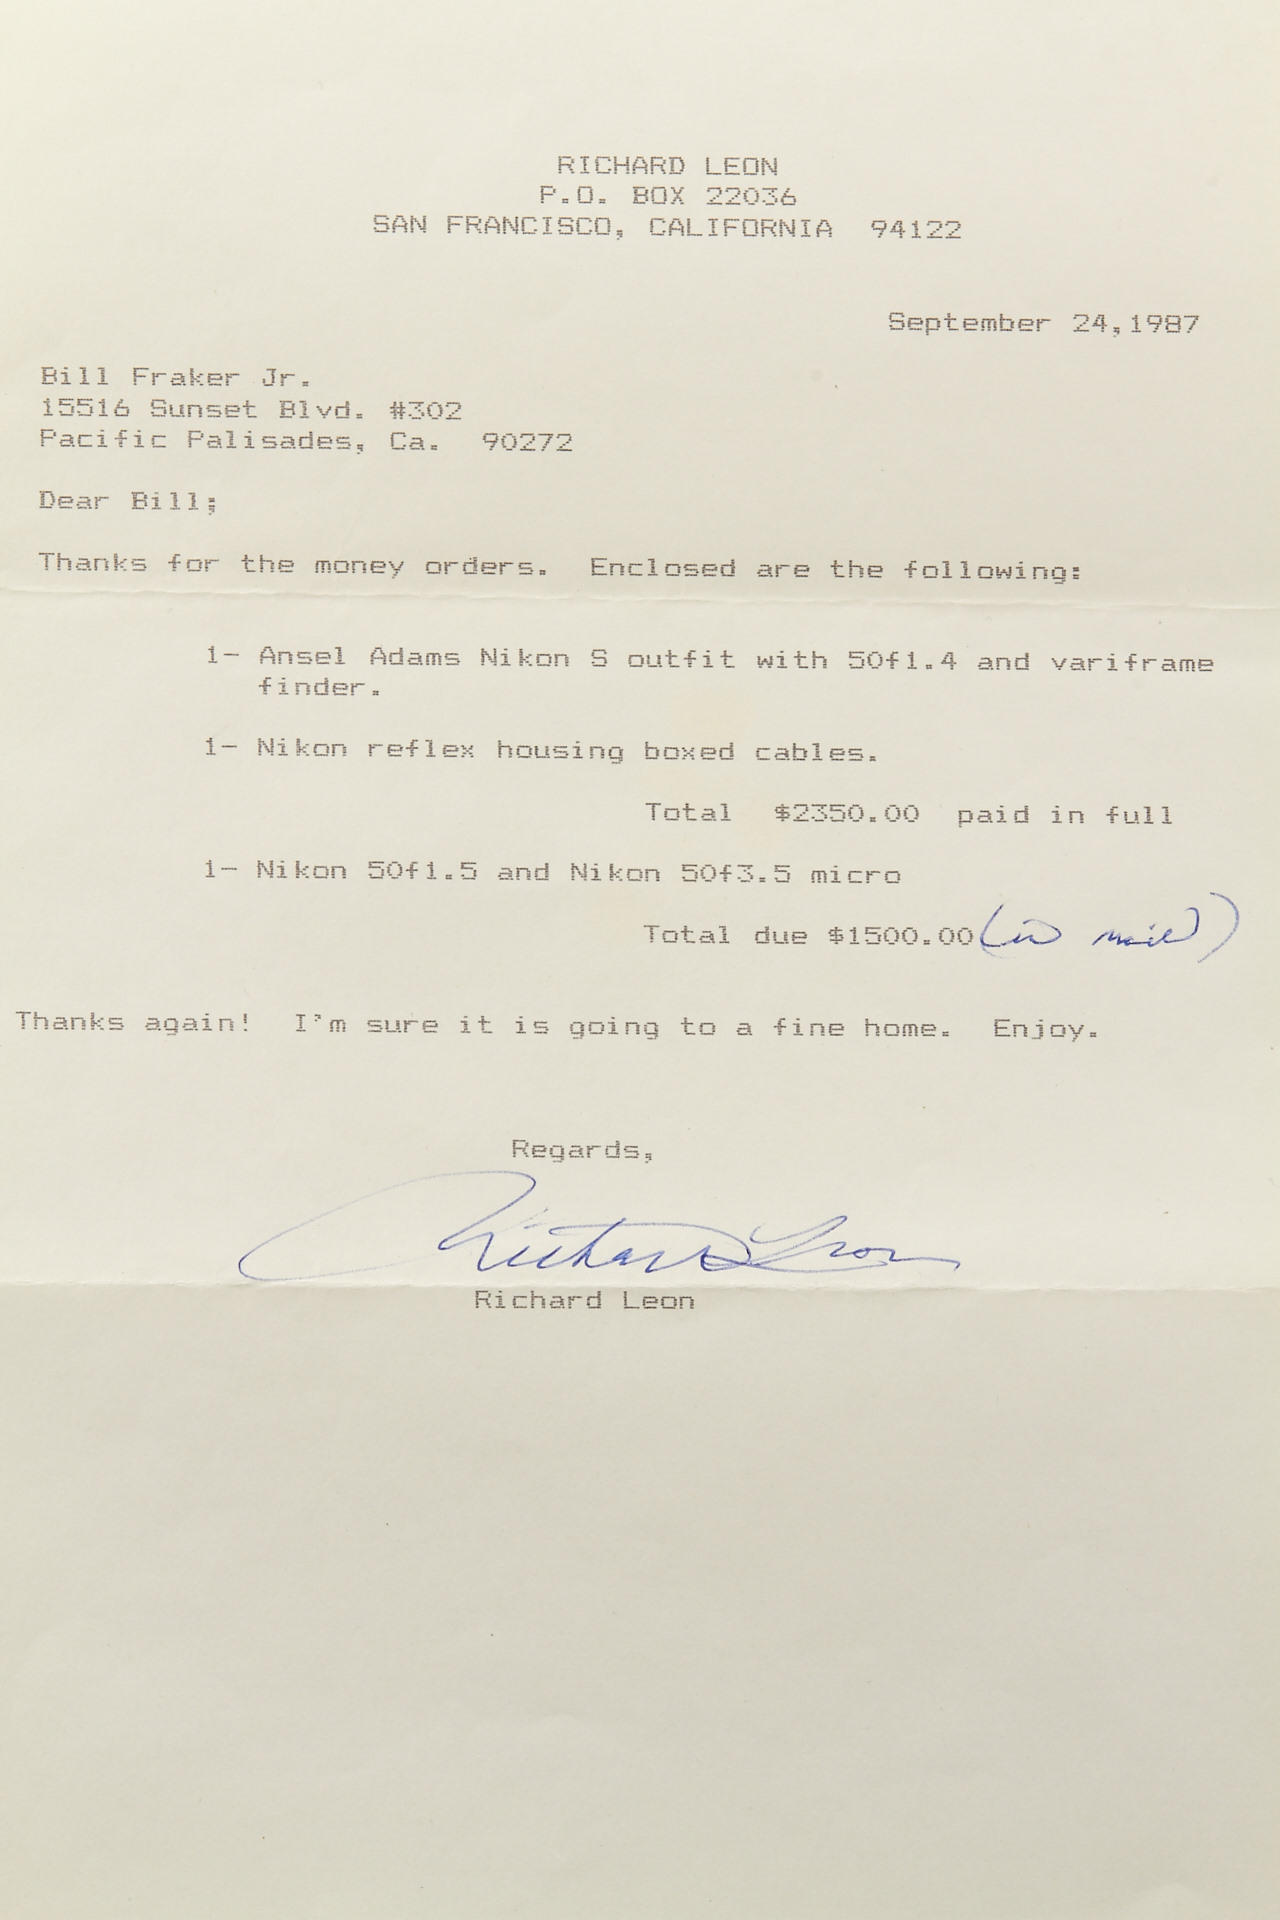 RICHARD LEON
P.O. BOX 22036
SAN FRANCISCO, CALIFORNIA  94122
September 24,1987
Bill Fraker Jr.
15516 Sunset Blvd. #302
Pacific Palisades, Ca.  90272
Dear Bill;
Thanks for the money orders.  Enclosed are the following:
1- Ansel Adams Nikon S outfit with 50f1.4 and variframe
finder.
1- Nikon reflex housing boxed cables.
Total  $2350.00  paid in full
1- Nikon 50f1.5 and Nikon 50f3.5 micro
Total due $1500.00 (in mail)
Thanks again!  I'm sure it is going to a fine home.  Enjoy.
Regards,
Richard Leon
Richard Leon